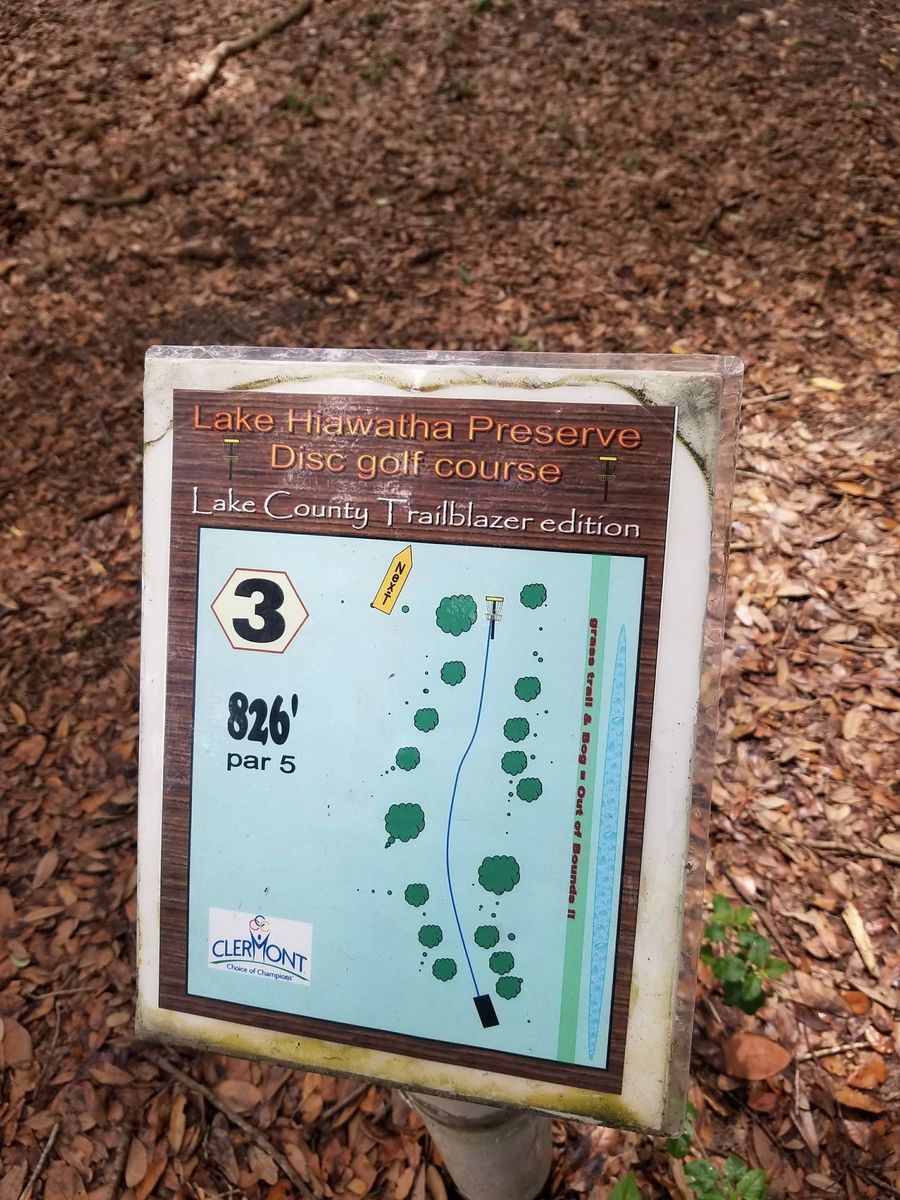 Lake Hiawatha Preserve
Disc golf course
Lake County Trailblazer edition
Next
3
826'
par 5
grass trail & Bog = Out of Bounds !!
CLERMONT
Choice of Champions